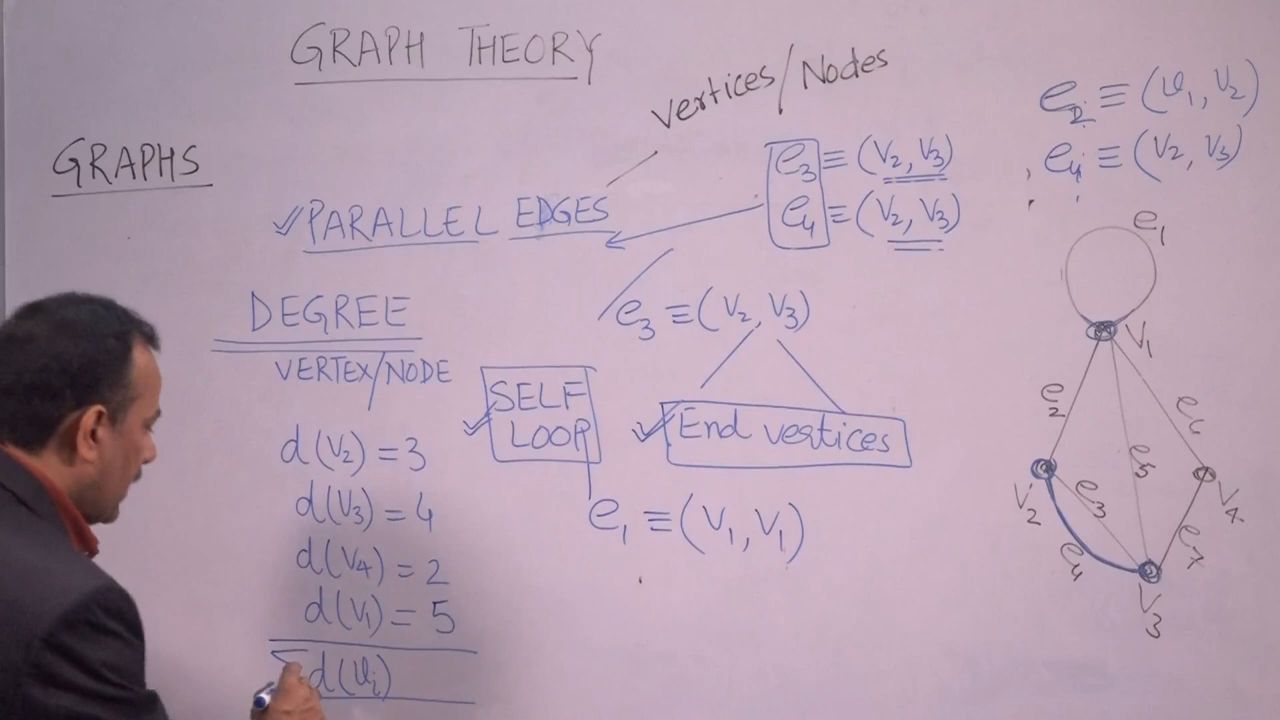 GRAPH THEORY
vertices/Nodes
e₂ ≡ (v₁, v₂)
GRAPHS
e₃ ≡ (v₂, v₃)
, e₄ ≡ (v₂, v₃)
✓PARALLEL EDGES
e₄ ≡ (v₂, v₃)
e₁
DEGREE
e₃ ≡ (v₂, v₃)
v₁
VERTEX/NODE
SELF
LOOP
End vertices
e₂
d(v₂) = 3
e₅
v₂
e₃
v₄
d(v₃) = 4
e₁ ≡ (v₁, v₁)
e₄
e₇
d(v₄) = 2
v₃
d(v₁) = 5
Σ d(vᵢ)